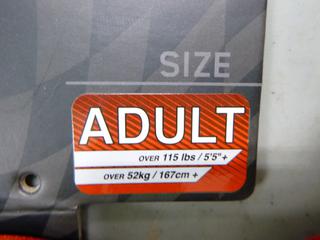 SIZE
ADULT
OVER 115 lbs / 5'5" +
OVER 52kg / 167cm +